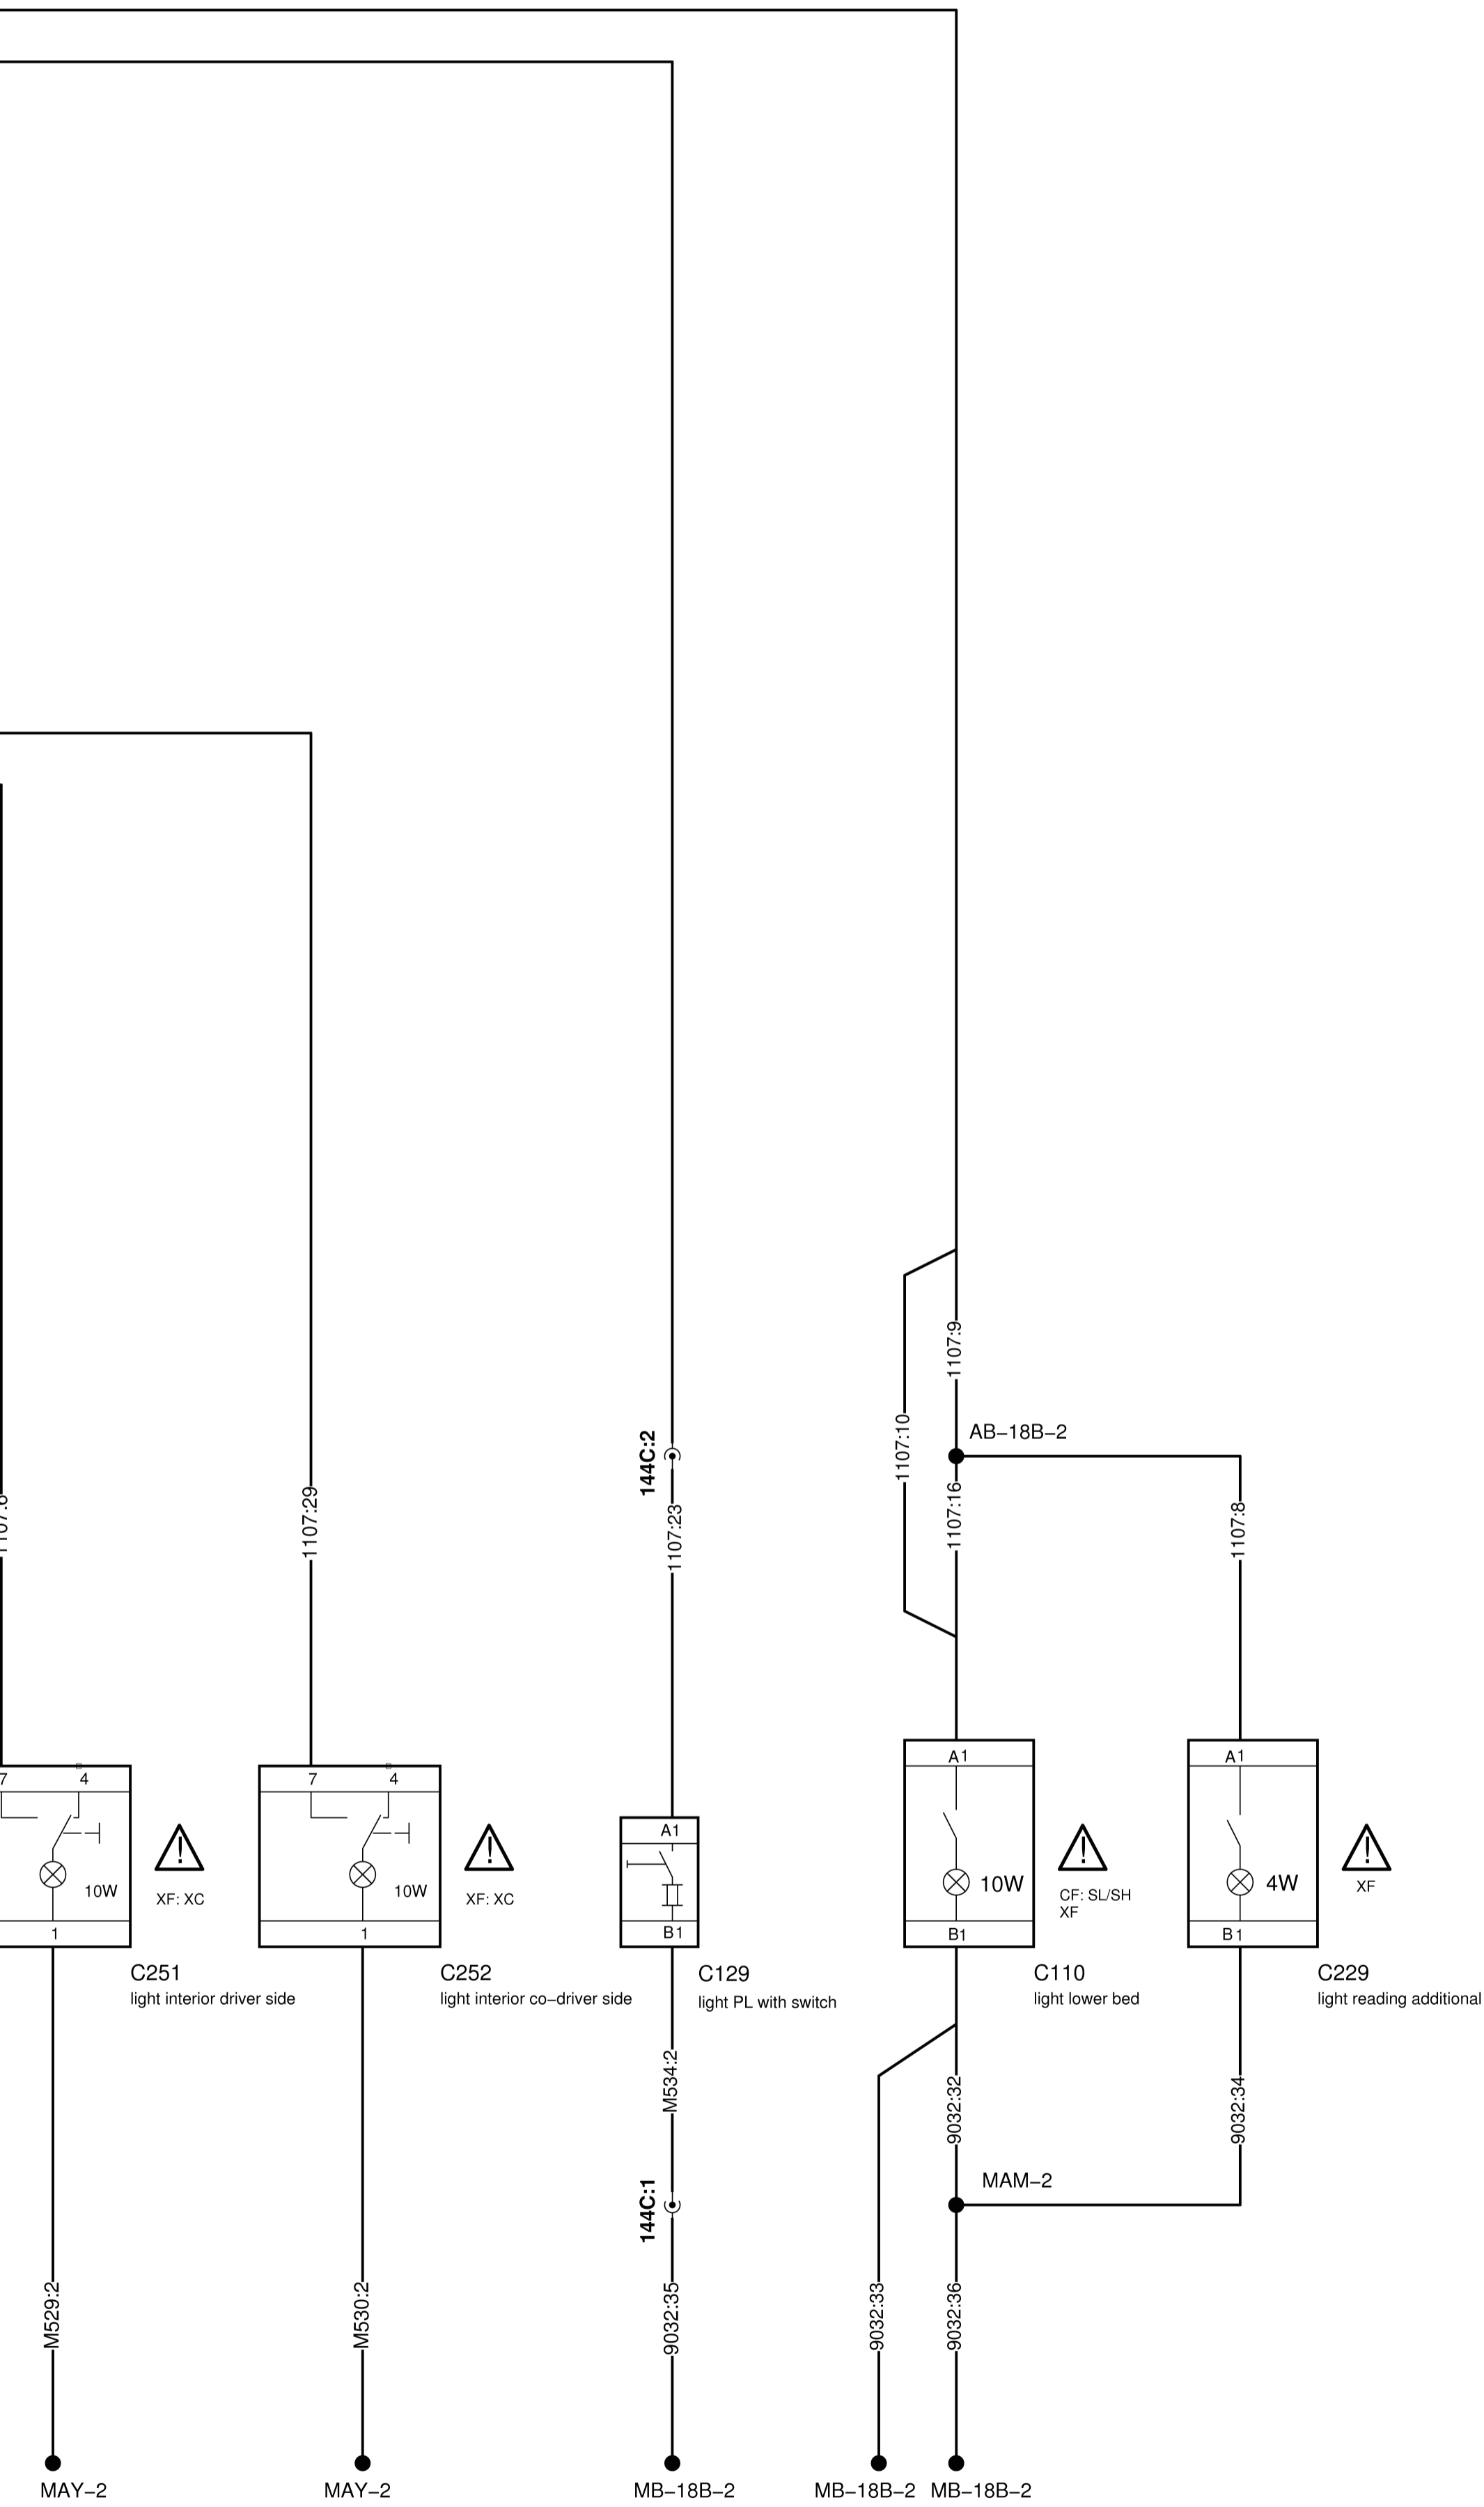 1107:9
1107:10
AB-18B-2
144C:2
1107:6
1107:29
1107:23
1107:16
1107:8
A1
A1
7
4
7
4
A1
10W
XF: XC
10W
XF: XC
10W
CF: SL/SH
XF
4W
XF
1
1
B1
B1
B1
C251
light interior driver side
C252
light interior co-driver side
C129
light PL with switch
C110
light lower bed
C229
light reading additional
M534:2
9032:32
9032:34
144C:1
MAM-2
M529:2
M530:2
9032:35
9032:33
9032:36
MAY-2
MAY-2
MB-18B-2
MB-18B-2
MB-18B-2